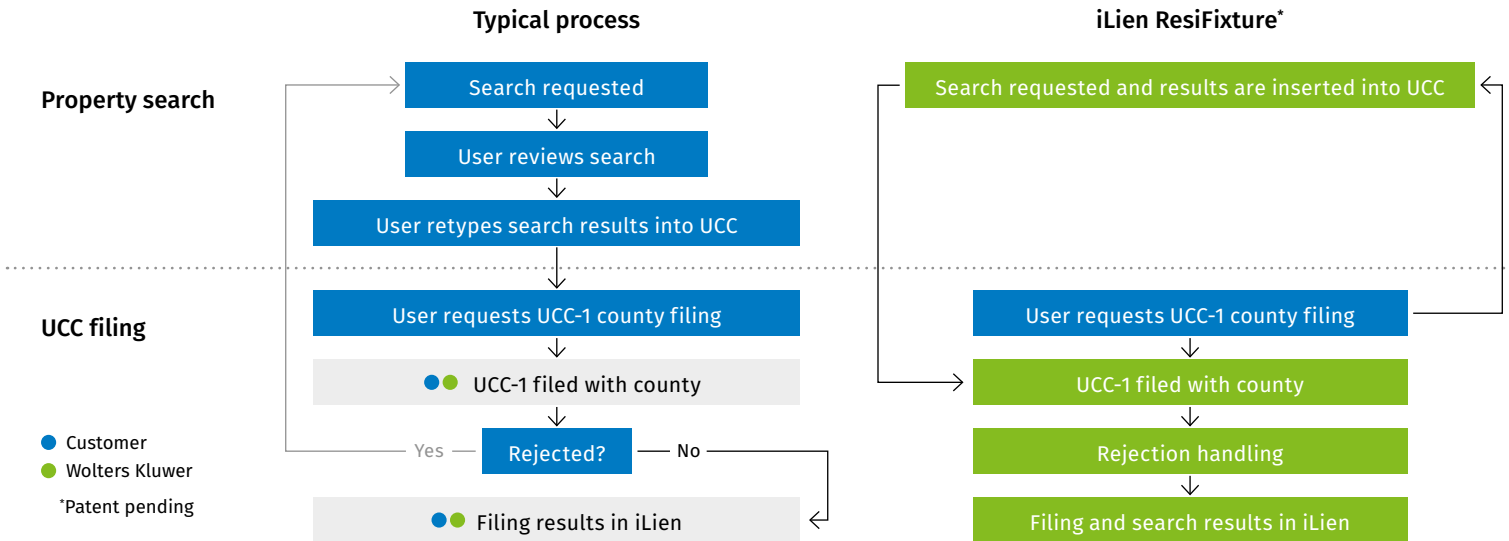 Typical process
iLien ResiFixture*
Property search
Search requested
User reviews search
User retypes search results into UCC
Search requested and results are inserted into UCC
UCC filing
User requests UCC-1 county filing
UCC-1 filed with county
Yes
Rejected?
No
Filing results in iLien
User requests UCC-1 county filing
UCC-1 filed with county
Rejection handling
Filing and search results in iLien
Customer
Wolters Kluwer
*Patent pending